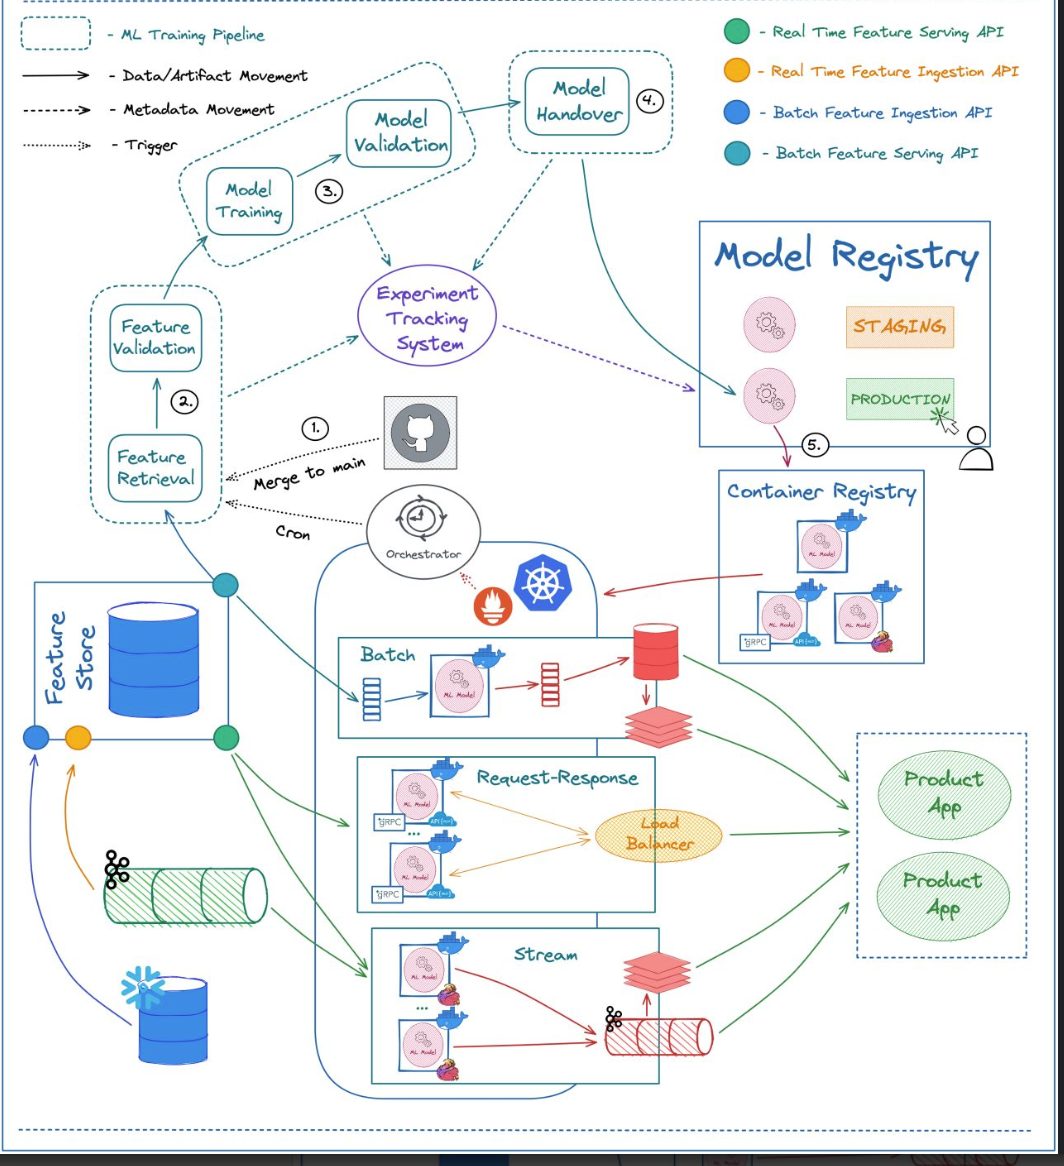 - ML Training Pipeline
- Data/Artifact Movement
- Metadata Movement
- Trigger
- Real Time Feature Serving API
- Real Time Feature Ingestion API
- Batch Feature Ingestion API
- Batch Feature Serving API
Model
Handover
4.
Model
Validation
3.
Model
Training
Experiment
Tracking
System
Feature
Validation
2.
Feature
Retrieval
1.
Merge to main
Cron
Orchestrator
Model Registry
STAGING
PRODUCTION
5.
Container Registry
ML Model
ML Model
gRPC
API
ML Model
Feature
Store
Batch
ML Model
Request-Response
ML Model
gRPC
API
...
ML Model
gRPC
API
Load
Balancer
Stream
ML Model
...
ML Model
Product
App
Product
App